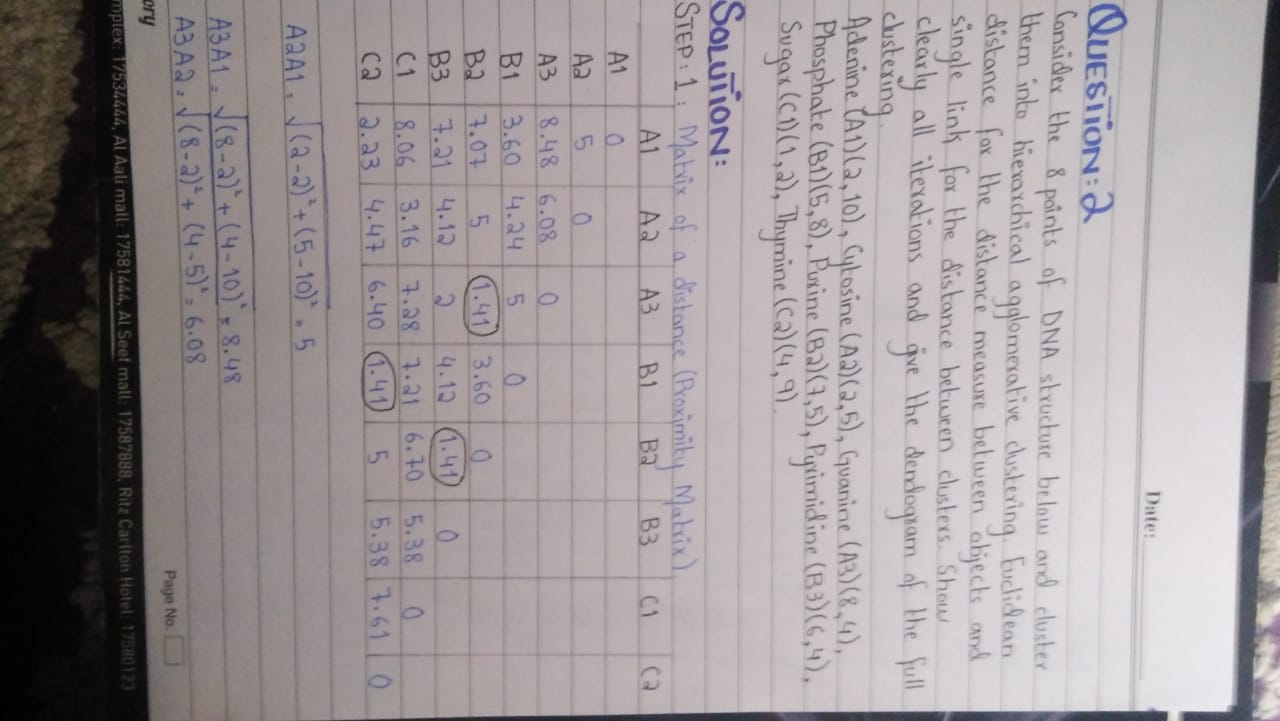 Date:
QUESTION:2
Consider the 8 points of DNA structure below and cluster
them into hierarchical agglomerative clustering. Euclidean
distance for the distance measure between objects and
single link for the distance between clusters. Show
clearly all iterations and give the dendogram of the full
clustering.
Adenine (A1)(2,10), Cytosine (A2)(2,5), Guanine (A3)(8,4),
Phosphate (B1)(5,8), Purine (B2)(7,5), Pyrimidine (B3)(6,4),
Sugar (C1)(1,2), Thymine (C2)(4,9).
SOLUTION:
STEP:1: Matrix of a distance (Proximity Matrix)
A1 A2 A3 B1 B2 B3 C1 C2
A1 0
A2 5 0
A3 8.48 6.08 0
B1 3.60 4.24 5 0
B2 7.07 5 1.41 3.60 0
B3 7.21 4.12 2 4.12 1.41 0
C1 8.06 3.16 7.28 7.21 6.70 5.38 0
C2 2.23 4.47 6.40 1.41 5 5.38 7.61 0
A2A1 = √(2-2)² + (5-10)² = 5
A3A1 = √(8-2)² + (4-10)² = 8.48
A3A2 = √(8-2)² + (4-5)² = 6.08
Page No.
ory
mplex: 17534444, Al Aali mall: 17581444, Al Seef mall: 17587888, Ritz Carlton Hotel: 17580123